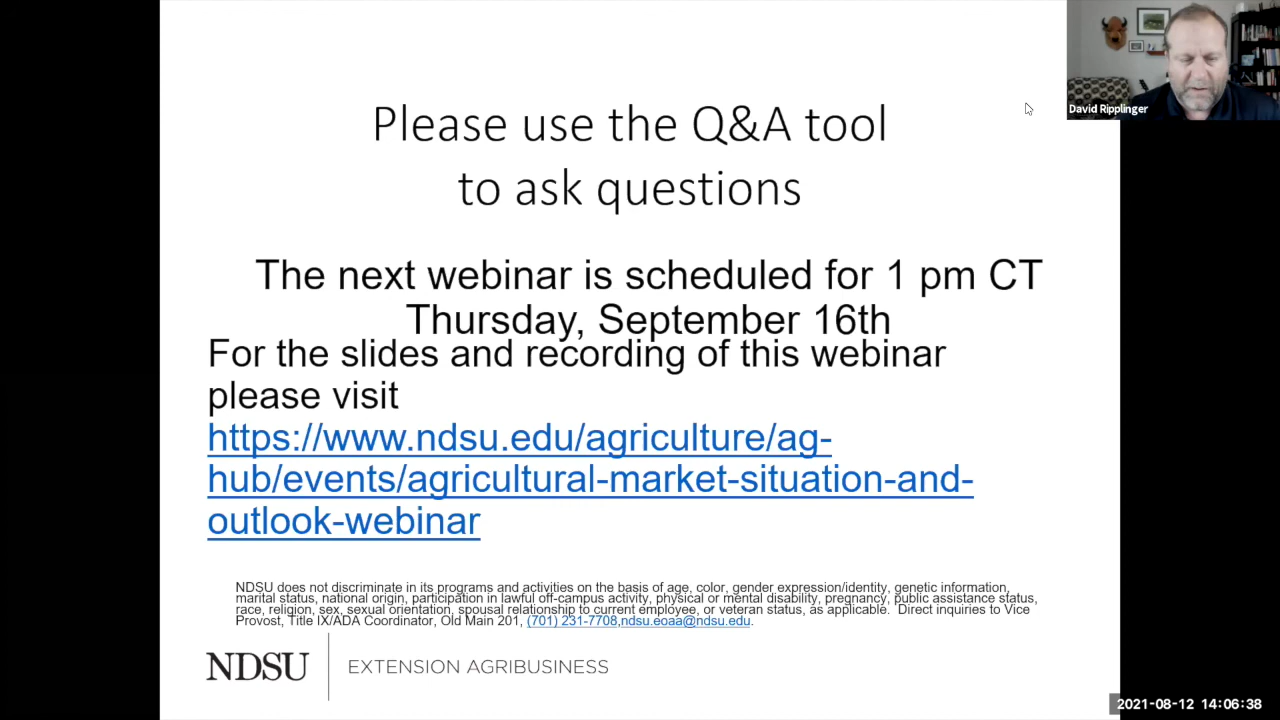 Please use the Q&A tool
to ask questions
The next webinar is scheduled for 1 pm CT
Thursday, September 16th
For the slides and recording of this webinar
please visit
https://www.ndsu.edu/agriculture/ag-
hub/events/agricultural-market-situation-and-
outlook-webinar
NDSU does not discriminate in its programs and activities on the basis of age, color, gender expression/identity, genetic information,
marital status, national origin, participation in lawful off-campus activity, physical or mental disability, pregnancy, public assistance status,
race, religion, sex, sexual orientation, spousal relationship to current employee, or veteran status, as applicable. Direct inquiries to Vice
Provost, Title IX/ADA Coordinator, Old Main 201, (701) 231-7708,ndsu.eoaa@ndsu.edu.
NDSU EXTENSION AGRIBUSINESS
David Ripplinger
2021-08-12 14:06:38